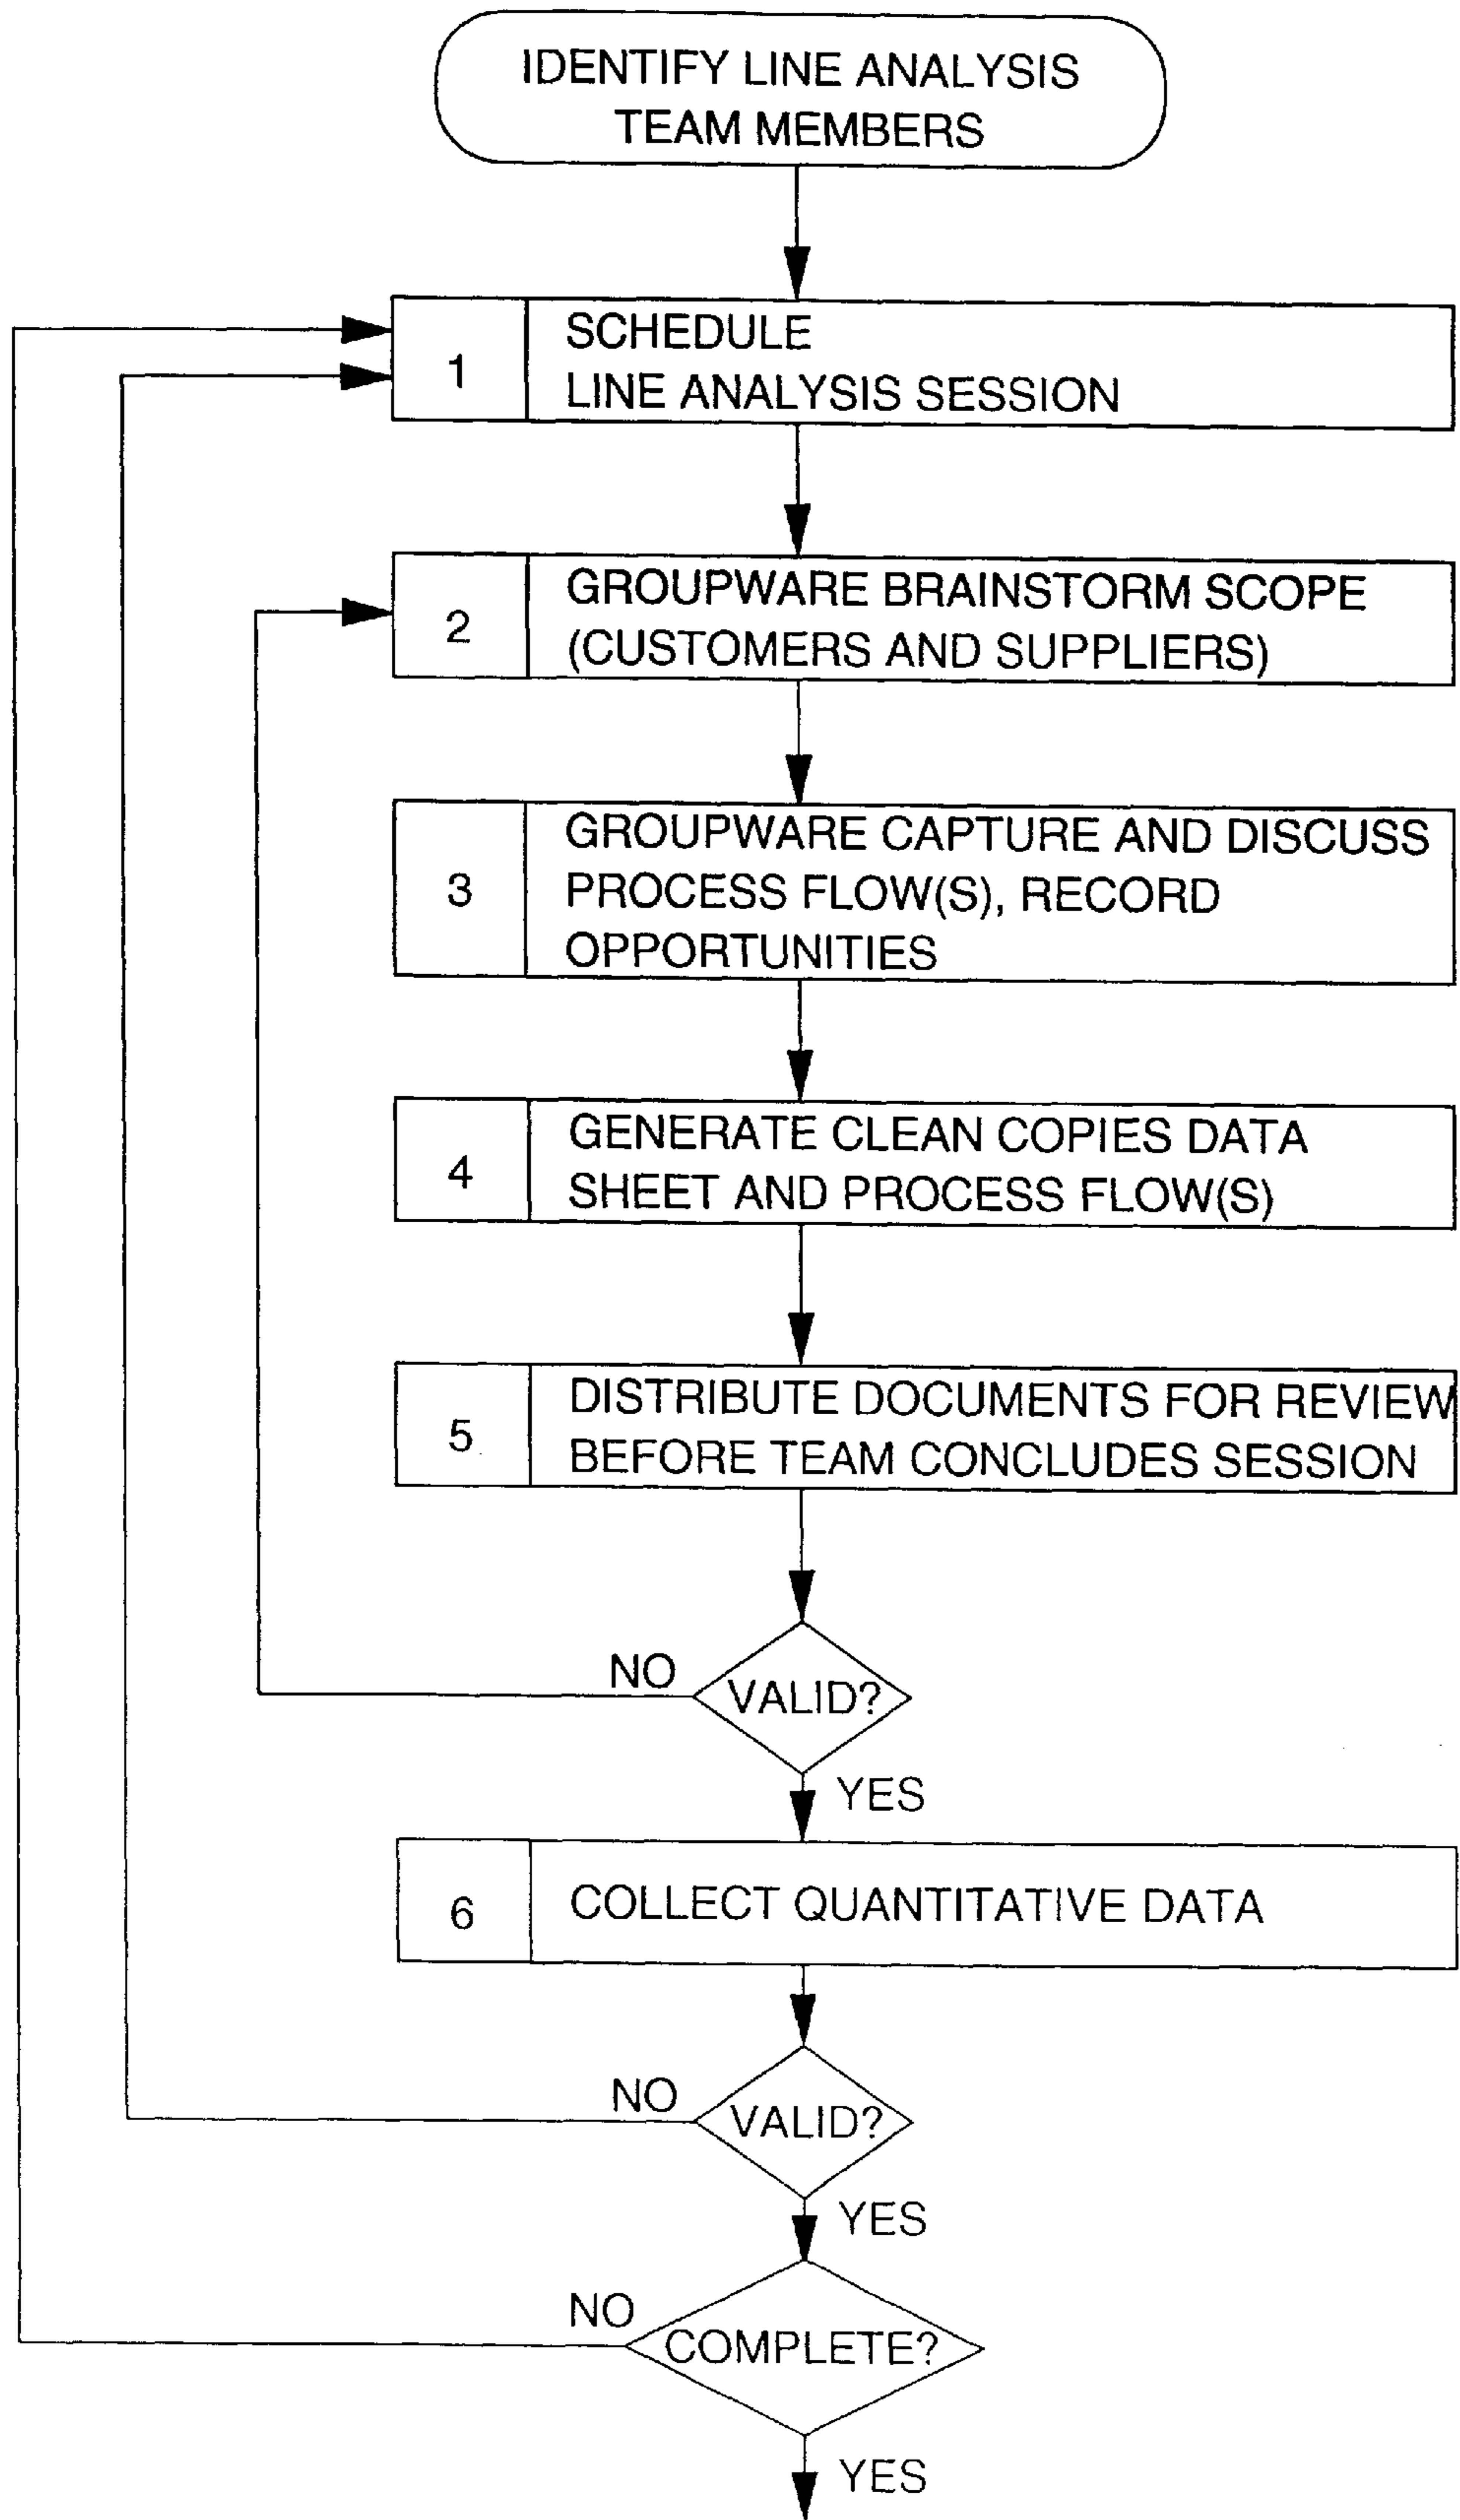 IDENTIFY LINE ANALYSIS
TEAM MEMBERS
1
SCHEDULE
LINE ANALYSIS SESSION
2
GROUPWARE BRAINSTORM SCOPE
(CUSTOMERS AND SUPPLIERS)
3
GROUPWARE CAPTURE AND DISCUSS
PROCESS FLOW(S), RECORD
OPPORTUNITIES
4
GENERATE CLEAN COPIES DATA
SHEET AND PROCESS FLOW(S)
5
DISTRIBUTE DOCUMENTS FOR REVIEW
BEFORE TEAM CONCLUDES SESSION
NO
VALID?
YES
6
COLLECT QUANTITATIVE DATA
NO
VALID?
YES
NO
COMPLETE?
YES